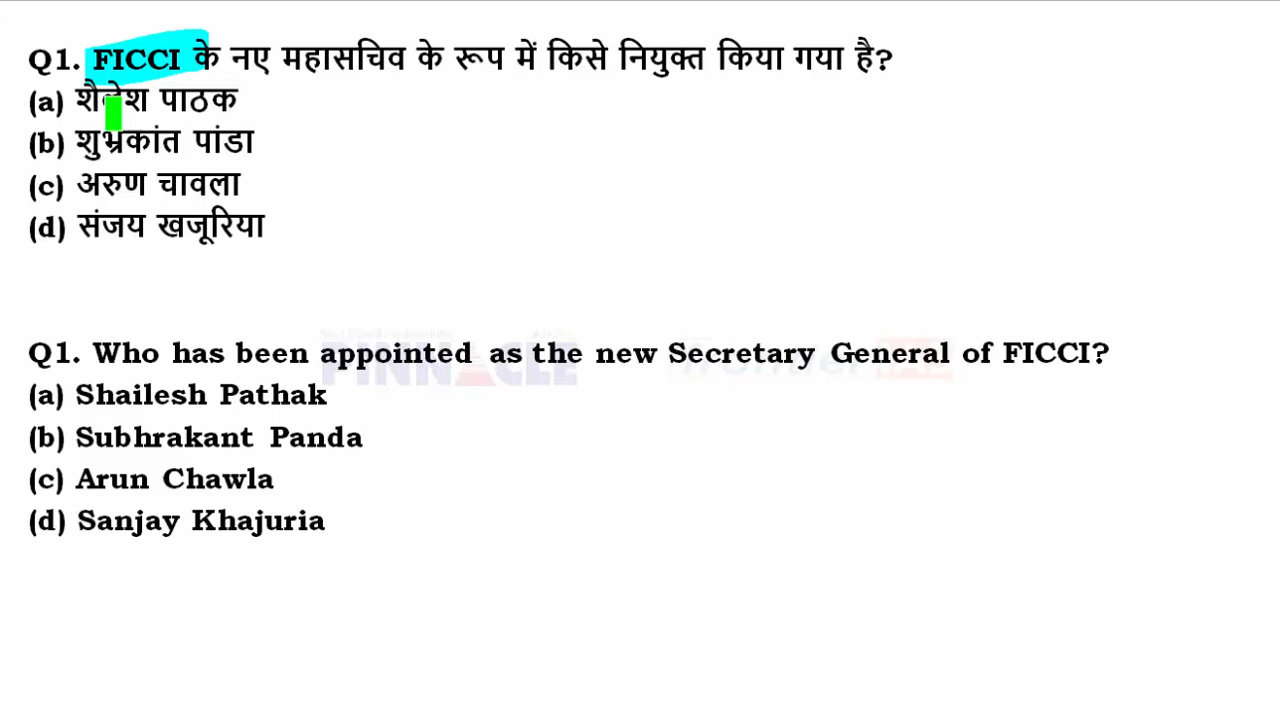 Q1. FICCI के नए महासचिव के रूप में किसे नियुक्त किया गया है?
(a) शैलेश पाठक
(b) शुभ्रकांत पांडा
(c) अरुण चावला
(d) संजय खजूरिया
Q1. Who has been appointed as the new Secretary General of FICCI?
(a) Shailesh Pathak
(b) Subhrakant Panda
(c) Arun Chawla
(d) Sanjay Khajuria
PINNACLE